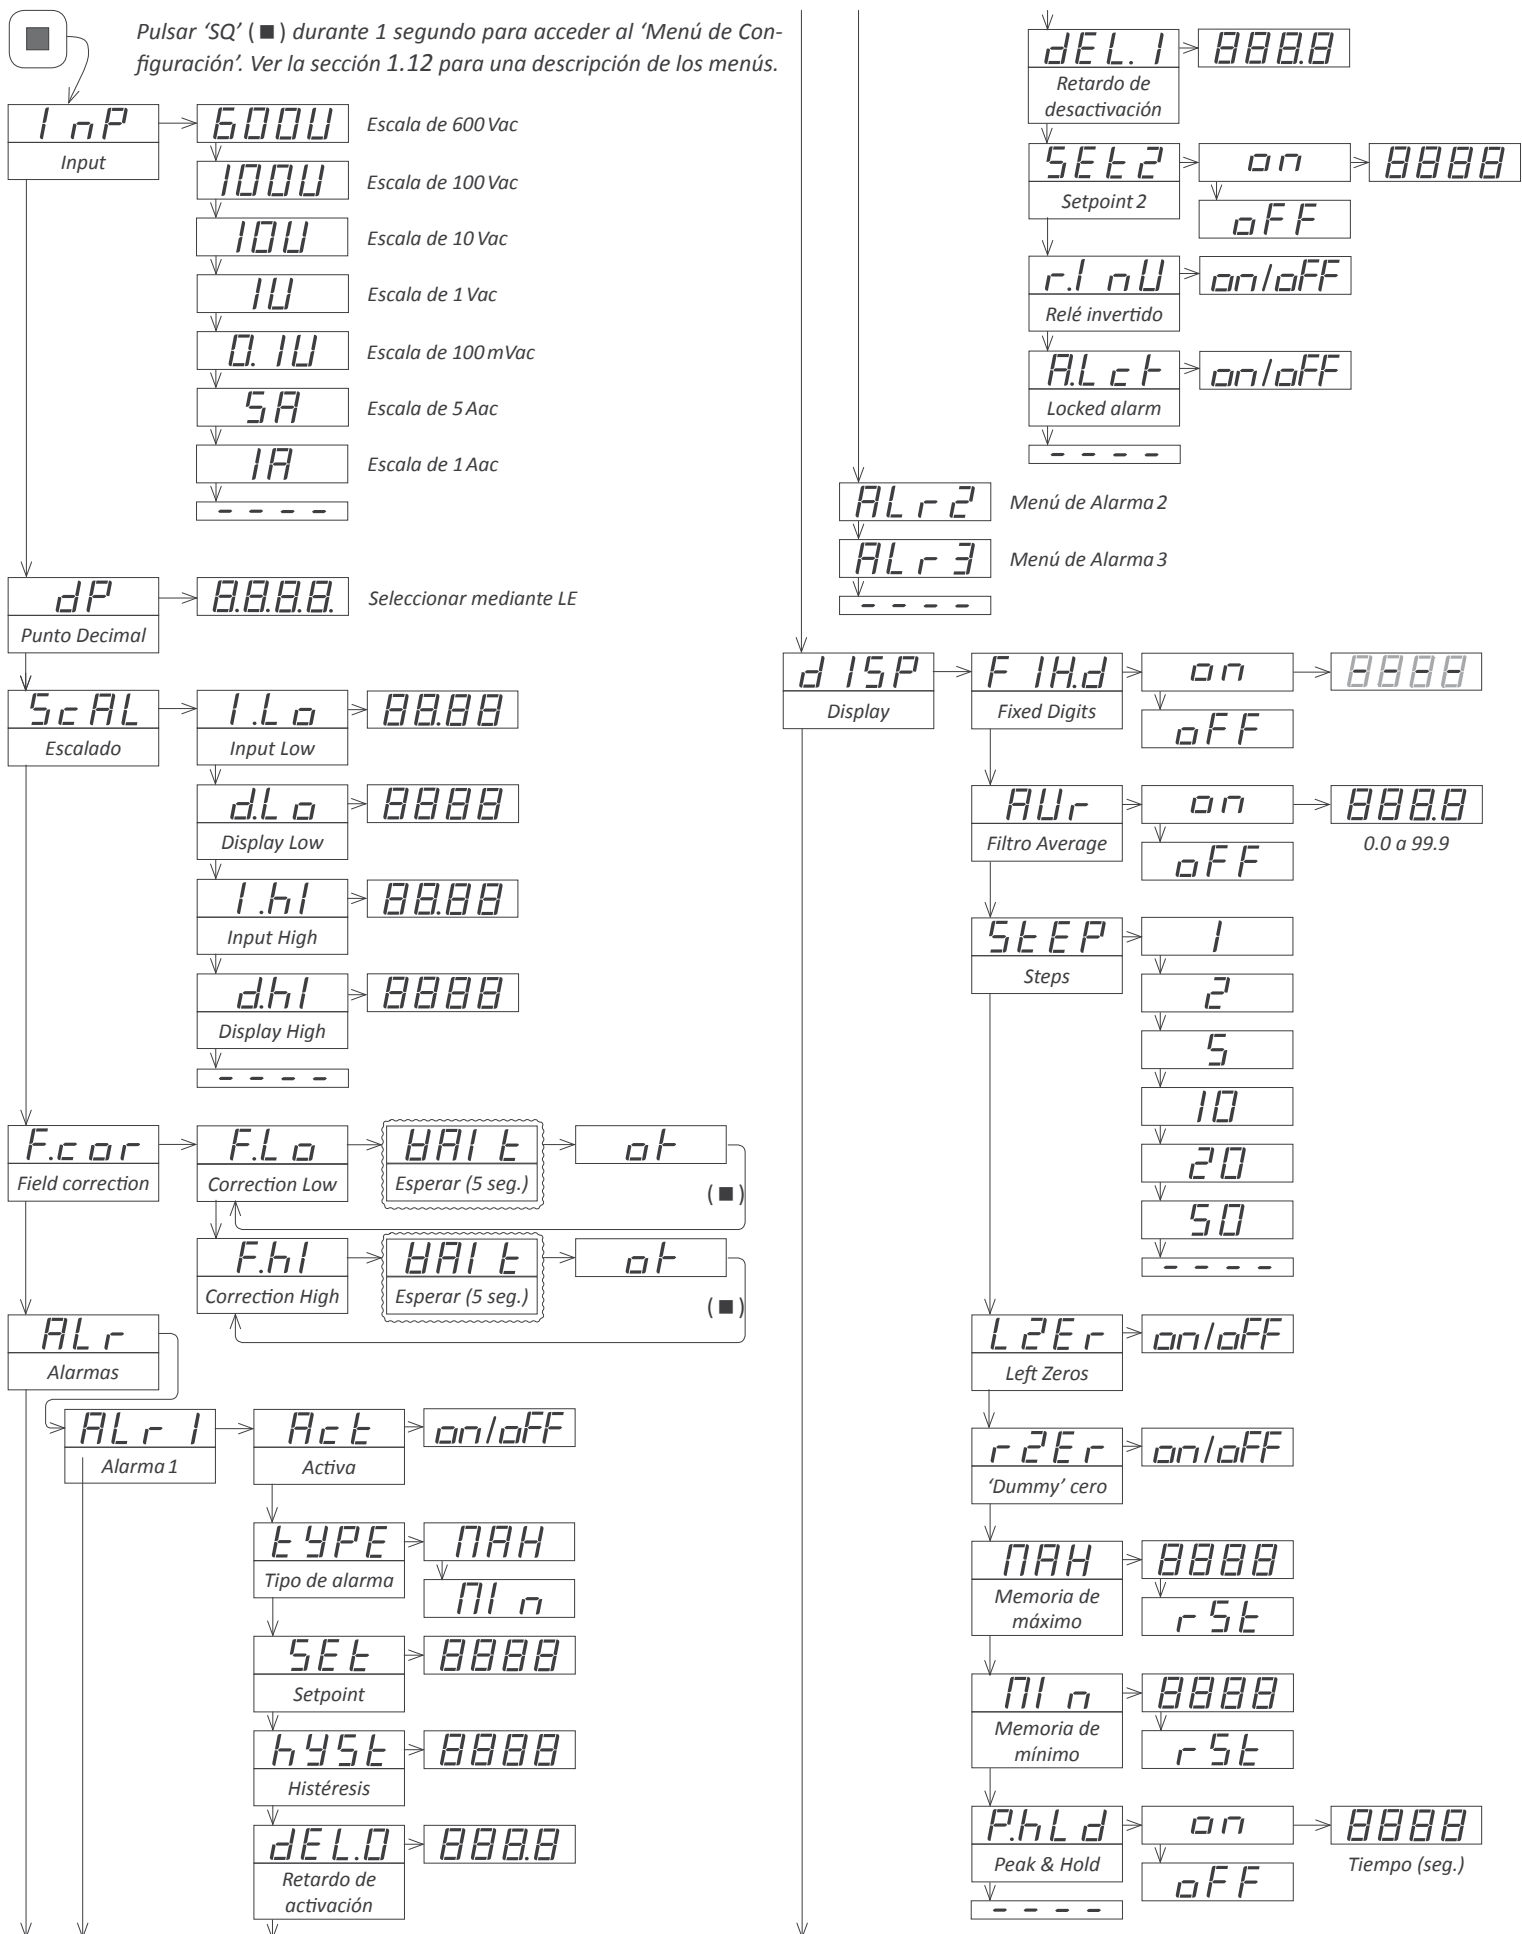 Pulsar ‘SQ’ (■) durante 1 segundo para acceder al ‘Menú de Con-
figuración’. Ver la sección 1.12 para una descripción de los menús.
InP
Input
600V
Escala de 600 Vac
100V
Escala de 100 Vac
10V
Escala de 10 Vac
1V
Escala de 1 Vac
0.1V
Escala de 100 mVac
5A
Escala de 5 Aac
1A
Escala de 1 Aac
- - - -
dP
Punto Decimal
8.8.8.8.
Seleccionar mediante LE
ScAL
Escalado
I.Lo
Input Low
88.88
d.Lo
Display Low
8888
I.hI
Input High
88.88
d.hI
Display High
8888
- - - -
F.cor
Field correction
F.Lo
Correction Low
WAIt
Esperar (5 seg.)
ok
(■)
F.hI
Correction High
WAIt
Esperar (5 seg.)
ok
(■)
ALr
Alarmas
ALr1
Alarma 1
Act
Activa
on/oFF
tYPE
Tipo de alarma
MAX
MIn
SEt
Setpoint
8888
hYSt
Histéresis
8888
dEL.0
Retardo de
activación
888.8
dEL.1
Retardo de
desactivación
888.8
SEt2
Setpoint 2
on
8888
oFF
r.InV
Relé invertido
on/oFF
A.Lck
Locked alarm
on/oFF
- - - -
ALr2
Menú de Alarma 2
ALr3
Menú de Alarma 3
- - - -
dISP
Display
FIX.d
Fixed Digits
on
8888
oFF
AVr
Filtro Average
on
888.8
0.0 a 99.9
oFF
StEP
Steps
1
2
5
10
20
50
- - - -
LZEr
Left Zeros
on/oFF
rZEr
‘Dummy’ cero
on/oFF
MAX
Memoria de
máximo
8888
rSt
MIn
Memoria de
mínimo
8888
rSt
P.hLd
Peak & Hold
on
8888
Tiempo (seg.)
oFF
- - - -